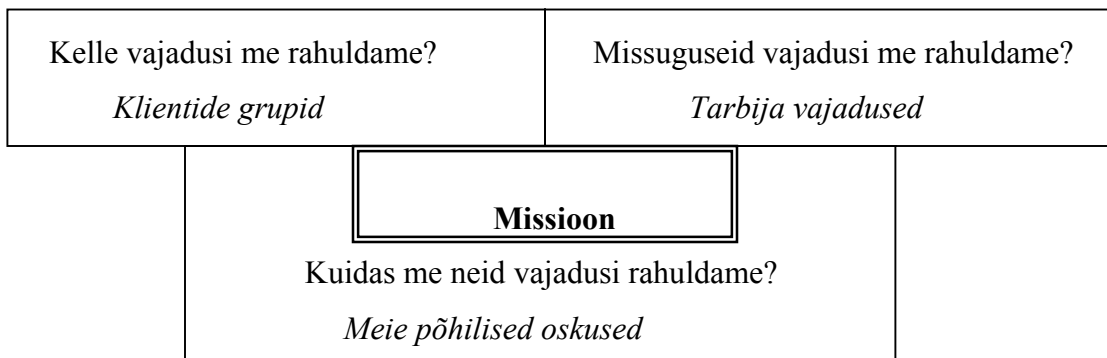 Kelle vajadusi me rahuldame?
Klientide grupid
Missuguseid vajadusi me rahuldame?
Tarbija vajadused
Missioon
Kuidas me neid vajadusi rahuldame?
Meie põhilised oskused